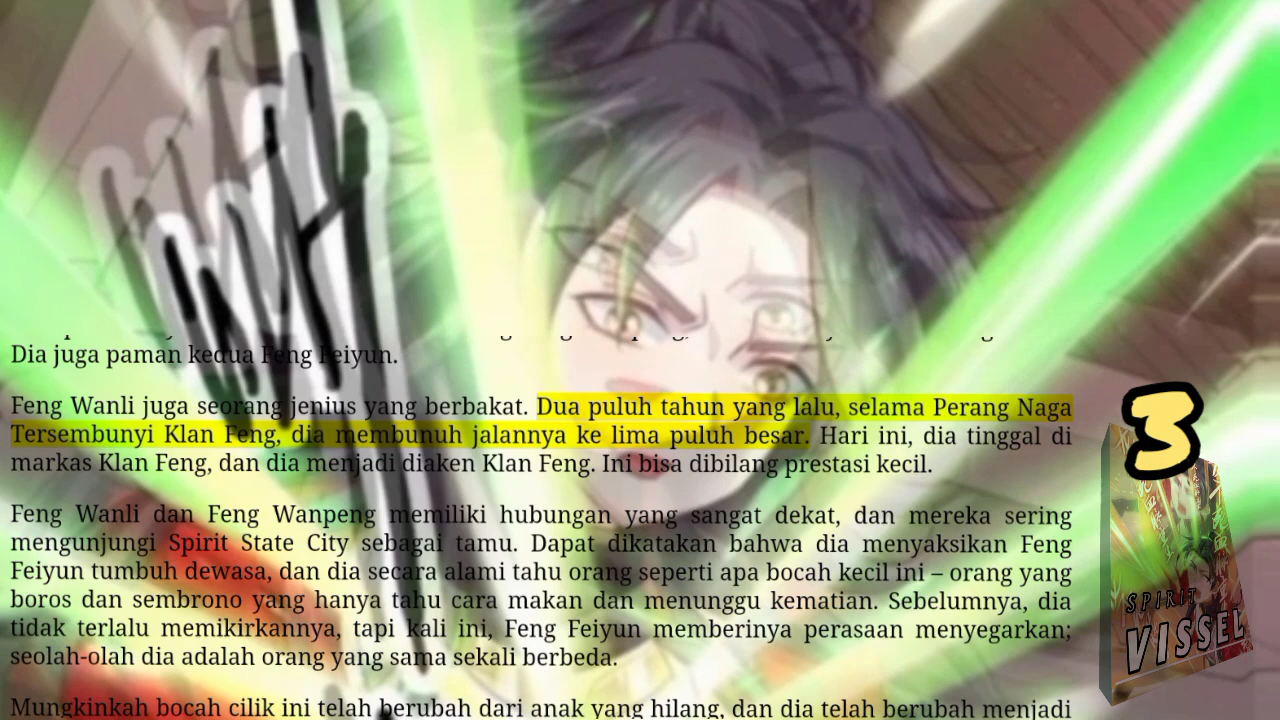 Dia juga paman kedua Feng Feiyun.
Feng Wanli juga seorang jenius yang berbakat. Dua puluh tahun yang lalu, selama Perang Naga
Tersembunyi Klan Feng, dia membunuh jalannya ke lima puluh besar. Hari ini, dia tinggal di
markas Klan Feng, dan dia menjadi diaken Klan Feng. Ini bisa dibilang prestasi kecil.
Feng Wanli dan Feng Wanpeng memiliki hubungan yang sangat dekat, dan mereka sering
mengunjungi Spirit State City sebagai tamu. Dapat dikatakan bahwa dia menyaksikan Feng
Feiyun tumbuh dewasa, dan dia secara alami tahu orang seperti apa bocah kecil ini – orang yang
boros dan sembrono yang hanya tahu cara makan dan menunggu kematian. Sebelumnya, dia
tidak terlalu memikirkannya, tapi kali ini, Feng Feiyun memberinya perasaan menyegarkan;
seolah-olah dia adalah orang yang sama sekali berbeda.
Mungkinkah bocah cilik ini telah berubah dari anak yang hilang, dan dia telah berubah menjadi
3
SPIRIT
VISSEL